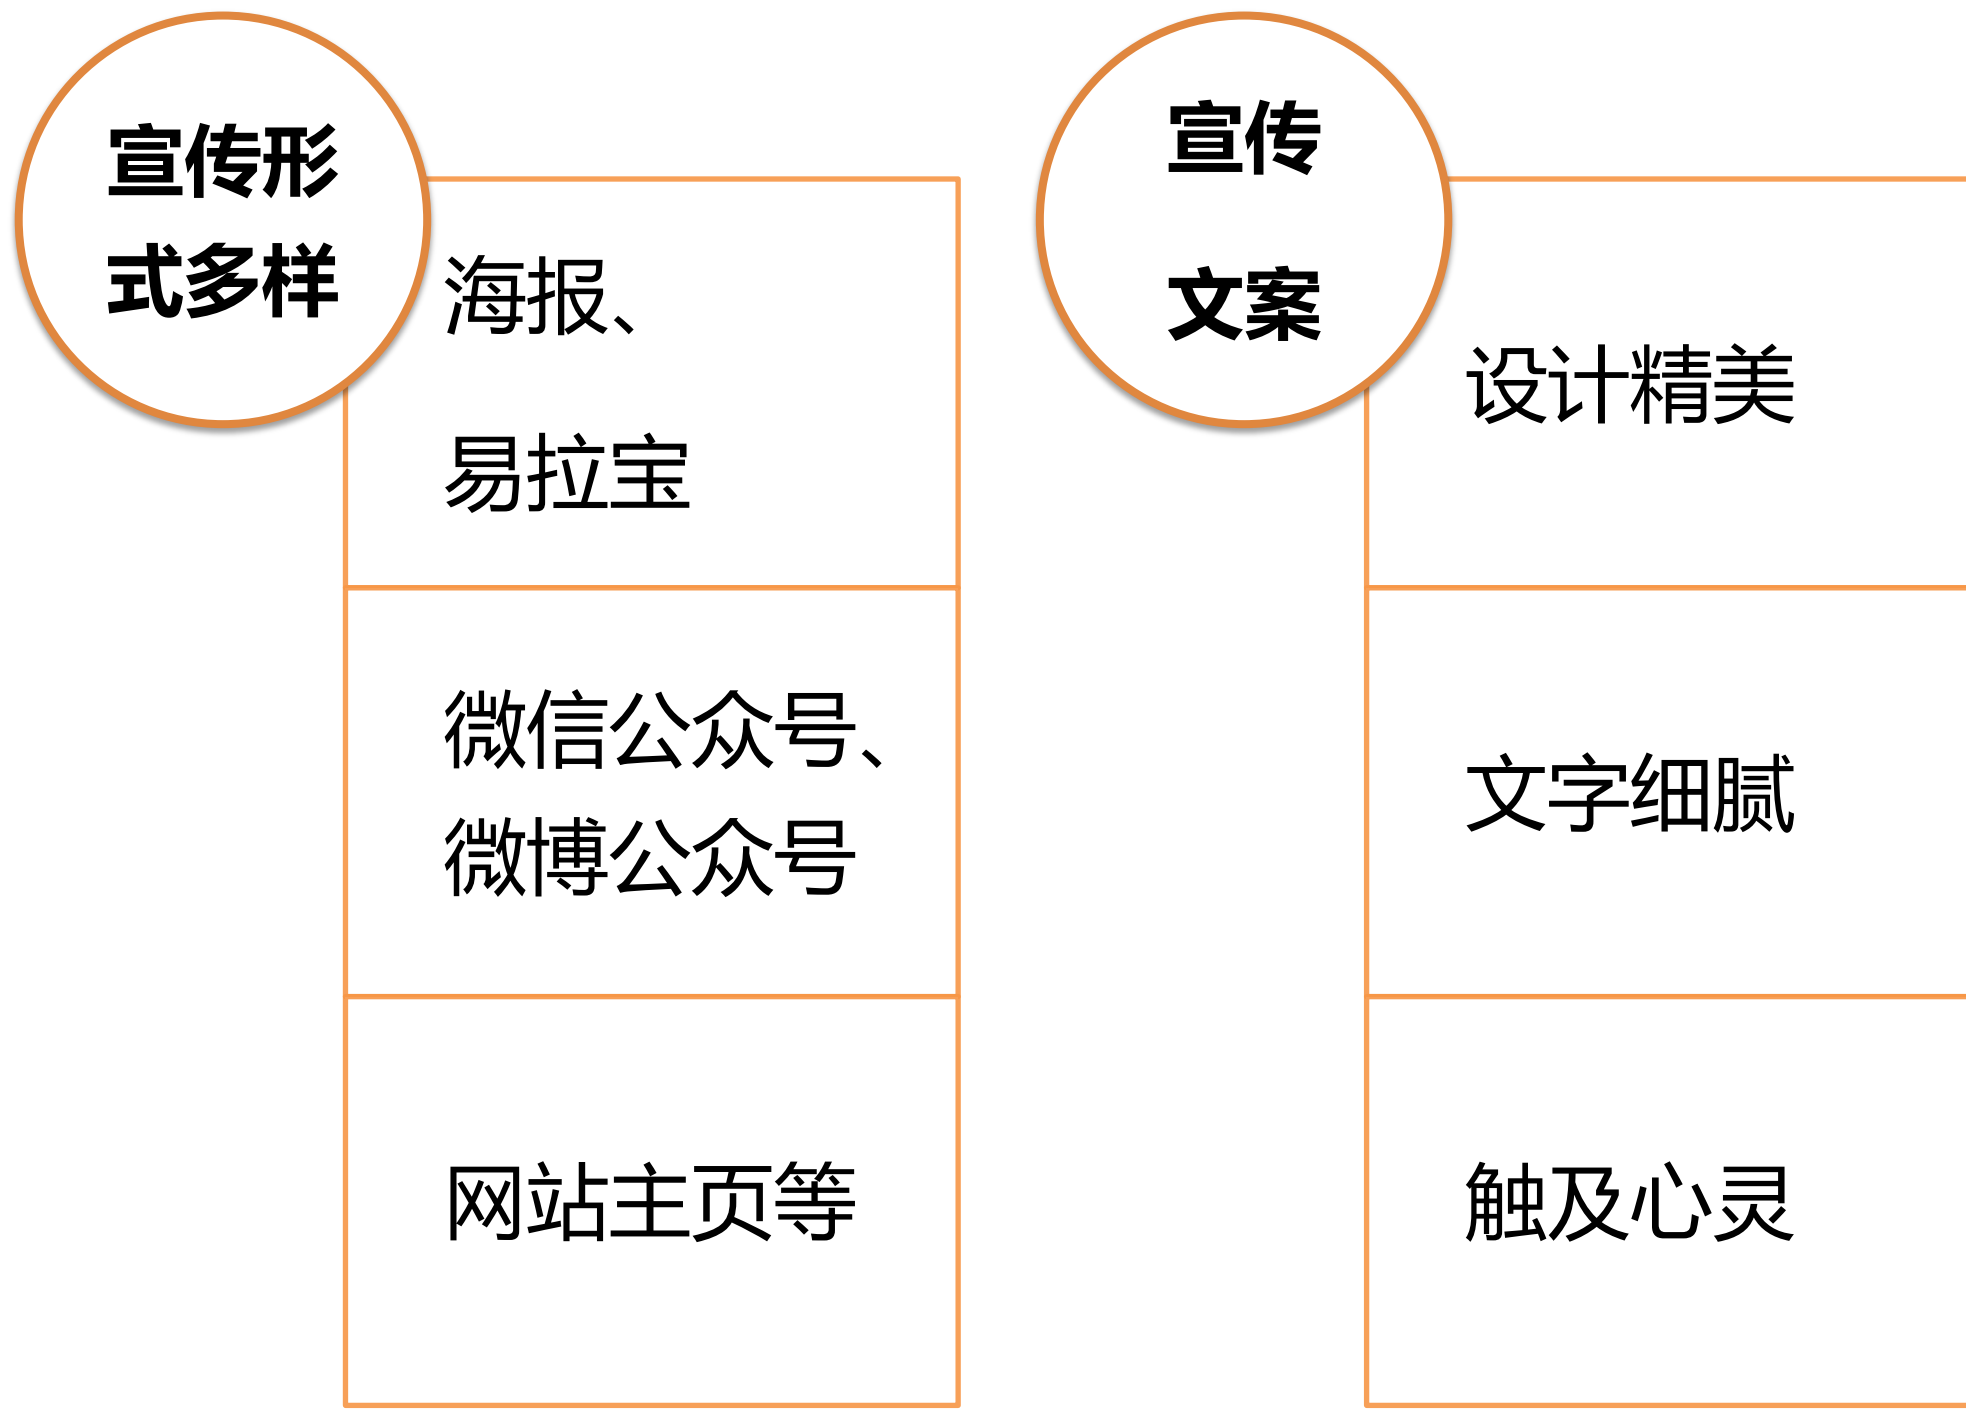 宣传形
式多样
海报、
易拉宝
微信公众号、
微博公众号
网站主页等
宣传
文案
设计精美
文字细腻
触及心灵